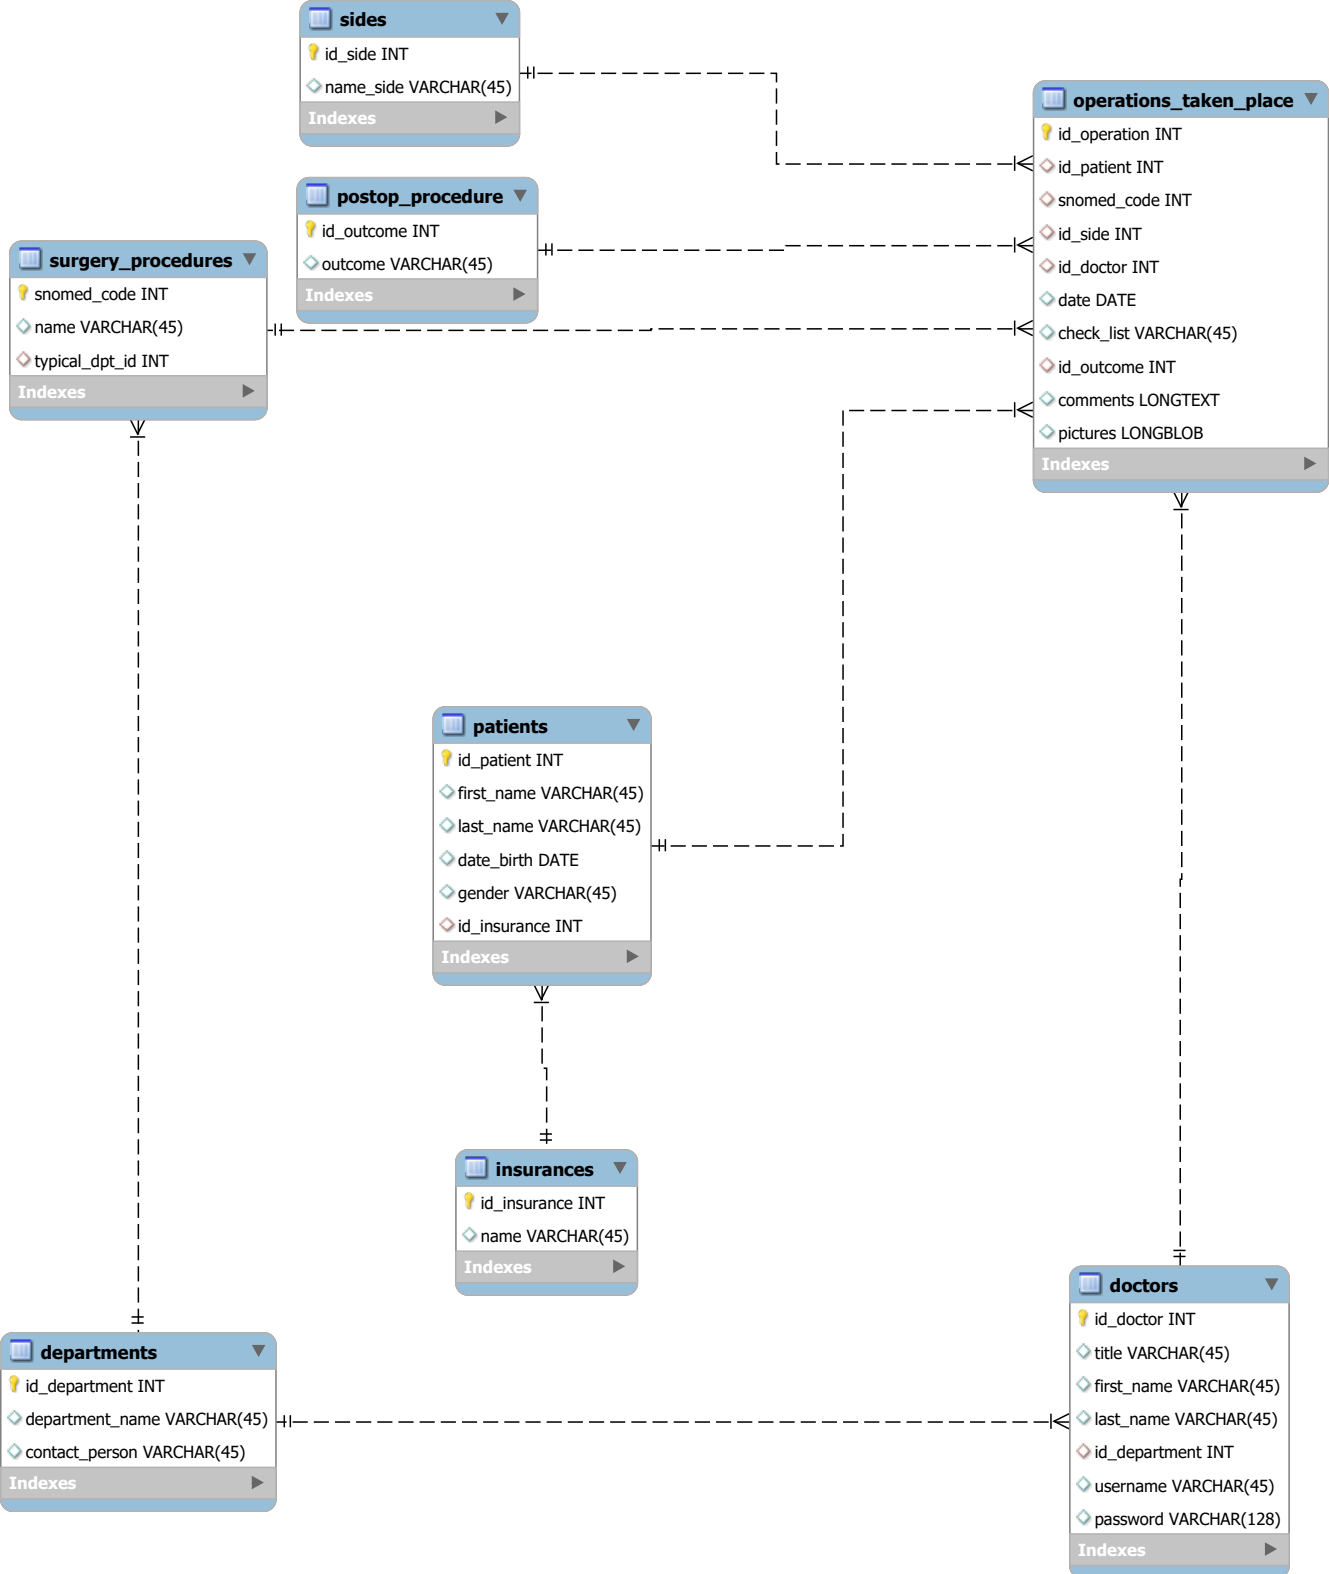 sides
id_side INT
name_side VARCHAR(45)
Indexes
postop_procedure
id_outcome INT
outcome VARCHAR(45)
Indexes
surgery_procedures
snomed_code INT
name VARCHAR(45)
typical_dpt_id INT
Indexes
operations_taken_place
id_operation INT
id_patient INT
snomed_code INT
id_side INT
id_doctor INT
date DATE
check_list VARCHAR(45)
id_outcome INT
comments LONGTEXT
pictures LONGBLOB
Indexes
patients
id_patient INT
first_name VARCHAR(45)
last_name VARCHAR(45)
date_birth DATE
gender VARCHAR(45)
id_insurance INT
Indexes
insurances
id_insurance INT
name VARCHAR(45)
Indexes
departments
id_department INT
department_name VARCHAR(45)
contact_person VARCHAR(45)
Indexes
doctors
id_doctor INT
title VARCHAR(45)
first_name VARCHAR(45)
last_name VARCHAR(45)
id_department INT
username VARCHAR(45)
password VARCHAR(128)
Indexes